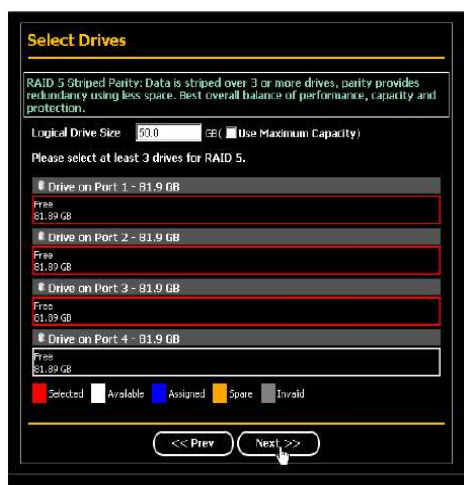 Select Drives
RAID 5 Striped Parity: Data is striped over 3 or more drives, parity provides
redundancy using less space. Best overall balance of performance, capacity and
protection.
Logical Drive Size 50.0 GB( Use Maximum Capacity)
Please select at least 3 drives for RAID 5.
Drive on Port 1 - 81.9 GB
Free
81.89 GB
Drive on Port 2 - 81.9 GB
Free
81.89 GB
Drive on Port 3 - 81.9 GB
Free
81.89 GB
Drive on Port 4 - 81.9 GB
Free
81.89 GB
Selected Available Assigned Spare Invaid
<< Prev Next >>